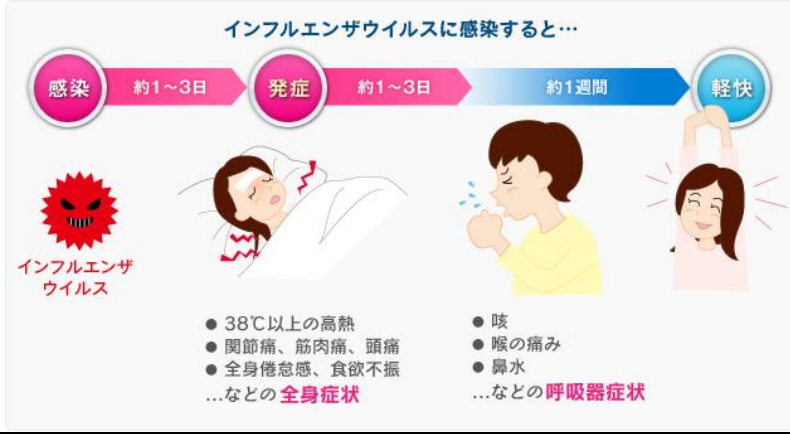 インフルエンザウイルスに感染すると…
感染 約1〜3日 発症 約1〜3日 約1週間 軽快
インフルエンザ
ウイルス
● 38℃以上の高熱
● 関節痛、筋肉痛、頭痛
● 全身倦怠感、食欲不振
…などの全身症状
● 咳
● 喉の痛み
● 鼻水
…などの呼吸器症状